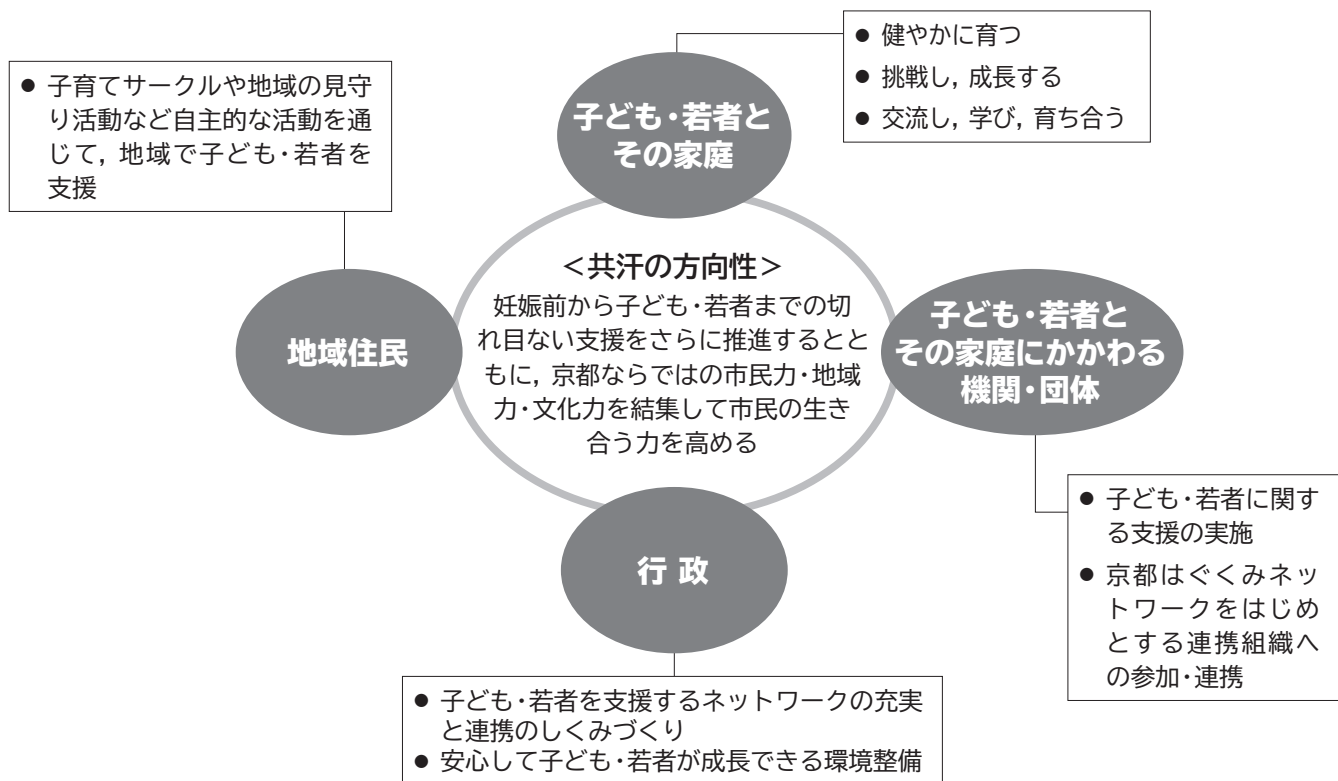 ● 健やかに育つ
● 挑戦し, 成長する
● 交流し, 学び, 育ち合う
● 子育てサークルや地域の見守
り活動など自主的な活動を通
じて, 地域で子ども・若者を
支援
子ども・若者と
その家庭
<共汗の方向性>
妊娠前から子ども・若者までの切
れ目ない支援をさらに推進するとと
もに, 京都ならではの市民力・地域
力・文化力を結集して市民の生き
合う力を高める
地域住民
子ども・若者と
その家庭にかかわる
機関・団体
行 政
● 子ども・若者に関す
る支援の実施
● 京都はぐくみネッ
トワークをはじめ
とする連携組織へ
の参加・連携
● 子ども・若者を支援するネットワークの充実
と連携のしくみづくり
● 安心して子ども・若者が成長できる環境整備